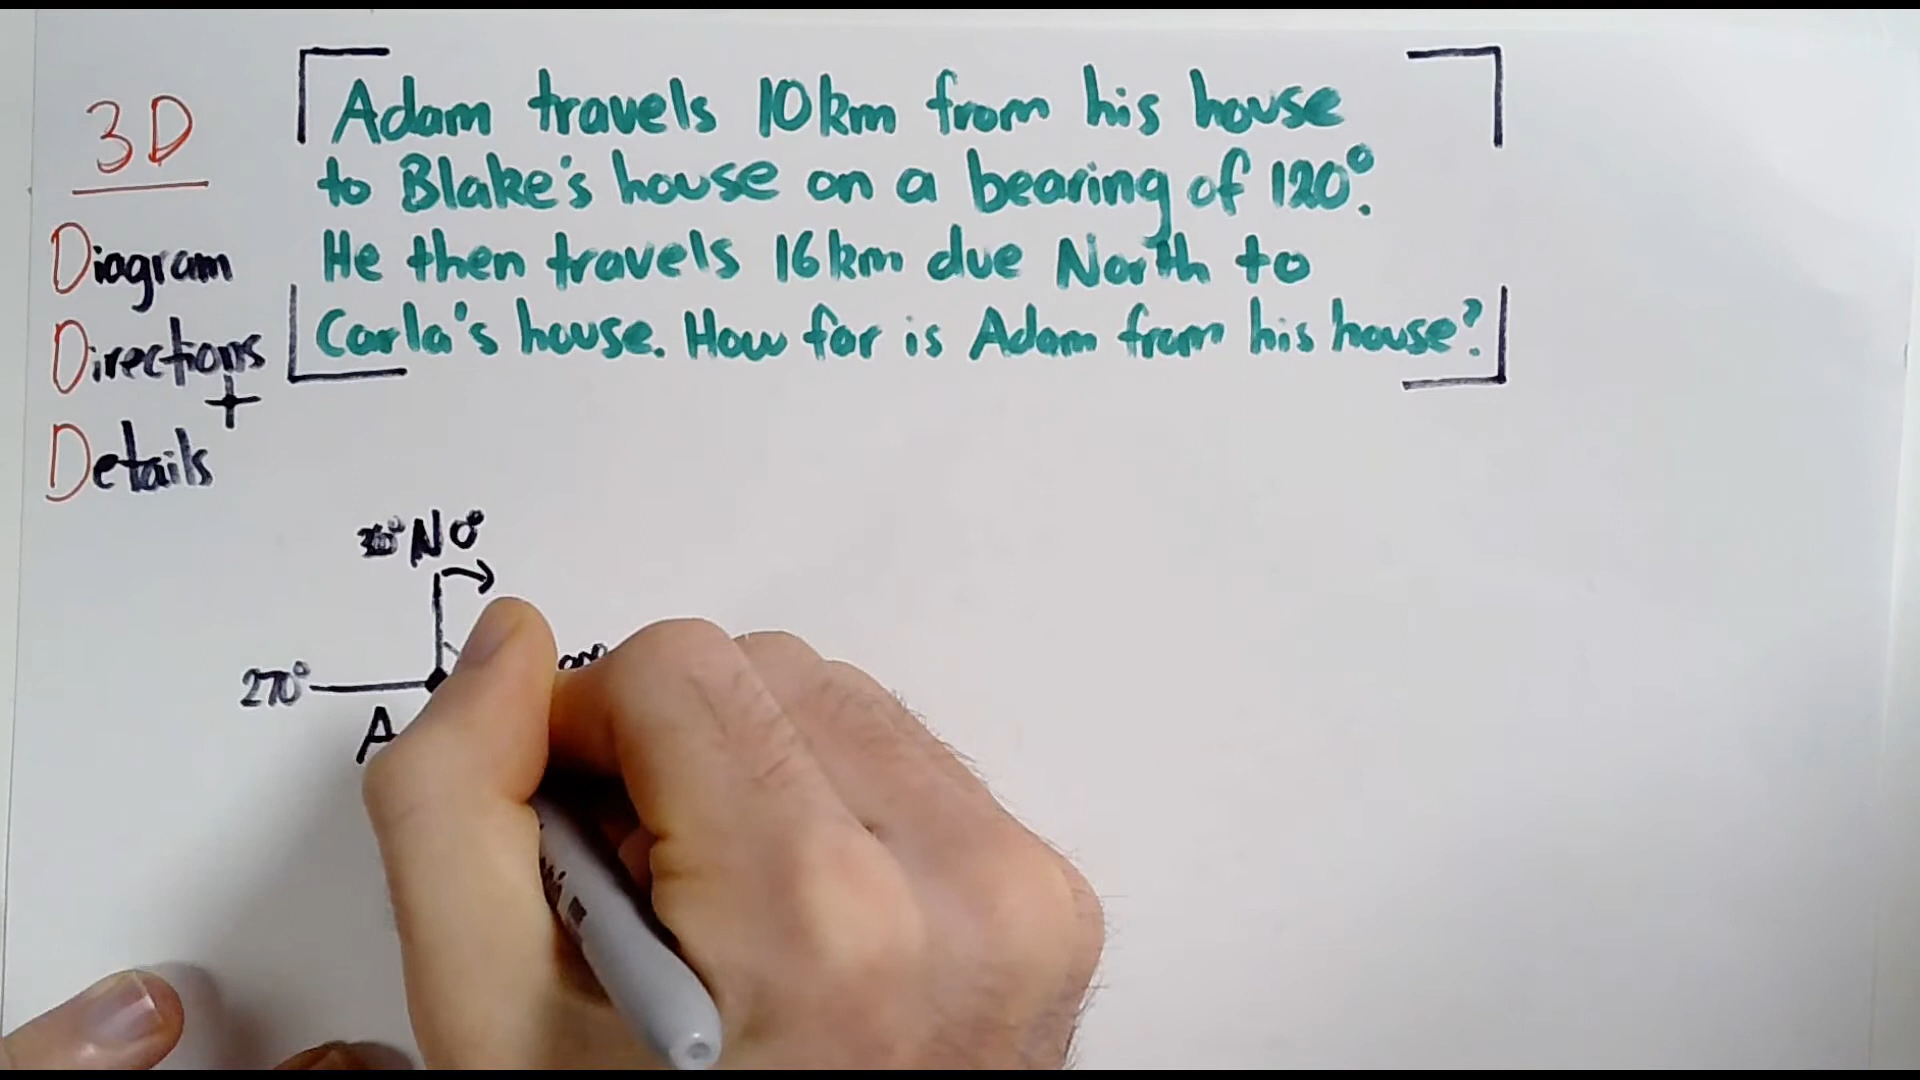 3D
Diagram
Directions
+
Details
Adam travels 10km from his house
to Blake's house on a bearing of 120°.
He then travels 16km due North to
Carla's house. How far is Adam from his house?
N 0°
270°
A